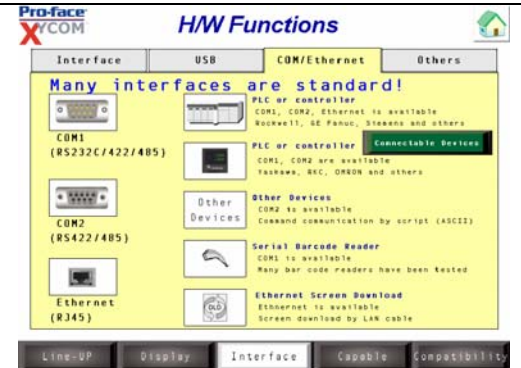 Pro-face
XYCOM
H/W Functions
Interface USB COM/Ethernet Others
Many interfaces are standard!
COM1
(RS232C/422/485)
COM2
(RS422/485)
Ethernet
(RJ45)
PLC or controller
COM1, COM2, Ethernet is available
Rockwell, GE Fanuc, Siemens and others
Connectable Devices
PLC or controller
COM1, COM2 are available
Yaskawa, RKC, OMRON and others
Other
Devices
Other Devices
COM2 is available
Command communication by script (ASCII)
Serial Barcode Reader
COM1 is available
Many bar code readers have been tested
DLD
Ethernet Screen Download
Ethnernet is available
Screen download by LAN cable
Line-UP Display Interface Capable Compatibility